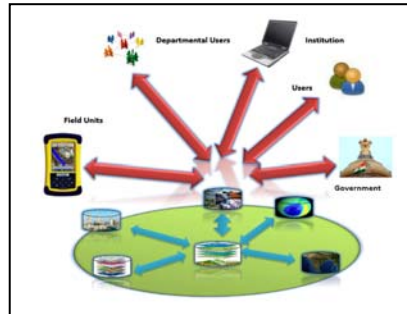 Departmental Users
Institution
Users
Field Units
Government